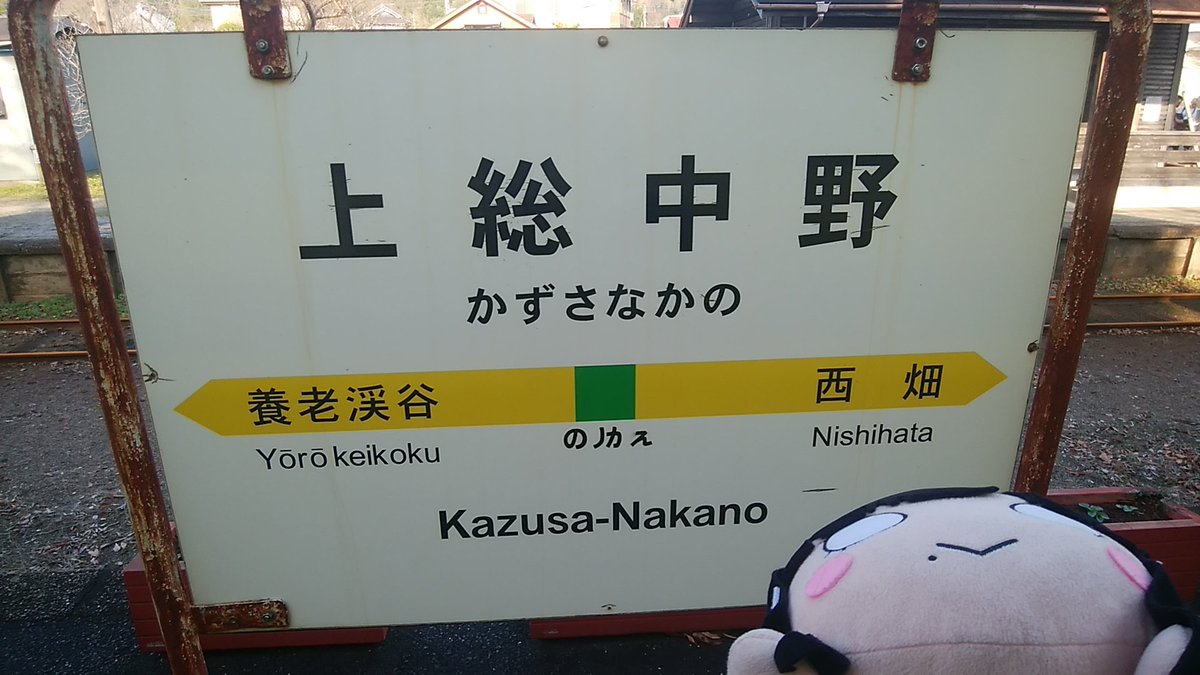 上総中野
かずさなかの
養老渓谷 西畑
Yōrō keikoku のりかえ Nishihata
Kazusa-Nakano